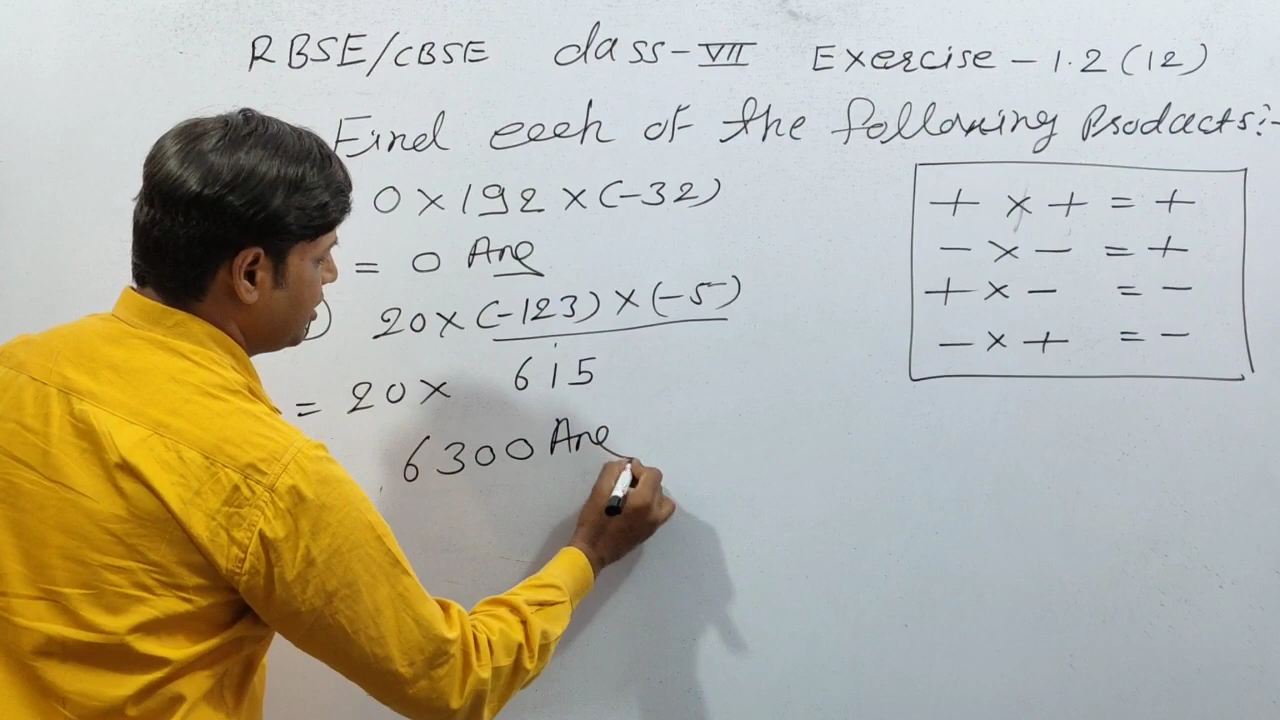 RBSE/CBSE class-VII Exercise-1.2(12)
Find each of the following Products:-
0×192×(-32)
= 0 Ans
) 20×(-123)×(-5)
= 20× 615
6300 Ans
+ × + = +
- × - = +
+ × - = -
- × + = -